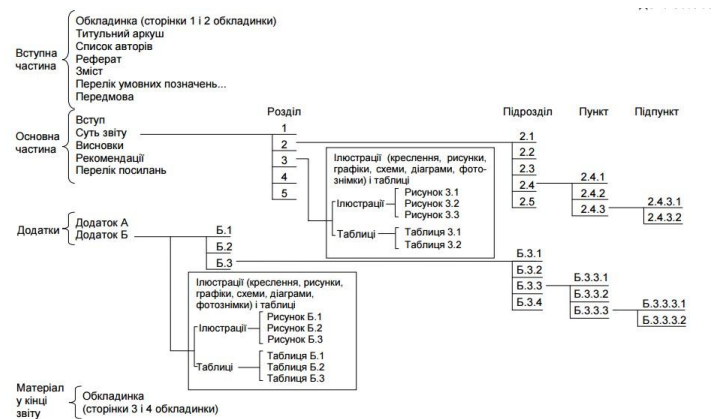 Вступна
частина
Обкладинка (сторінки 1 і 2 обкладинки)
Титульний аркуш
Список авторів
Реферат
Зміст
Перелік умовних позначень...
Передмова
Основна
частина
Вступ
Суть звіту
Висновки
Рекомендації
Перелік посилань
Розділ
1
2
3
4
5
Підрозділ
2.1
2.2
2.3
2.4
2.5
Пункт
2.4.1
2.4.2
2.4.3
Підпункт
2.4.3.1
2.4.3.2
Ілюстрації (креслення, рисунки,
графіки, схеми, діаграми, фото-
знімки) і таблиці
Ілюстрації
Рисунок 3.1
Рисунок 3.2
Рисунок 3.3
Таблиці
Таблиця 3.1
Таблиця 3.2
Додатки
Додаток А
Додаток Б
Б.1
Б.2
Б.3
Б.3.1
Б.3.2
Б.3.3
Б.3.4
Б.3.3.1
Б.3.3.2
Б.3.3.3
Б.3.3.3.1
Б.3.3.3.2
Ілюстрації (креслення, рисунки,
графіки, схеми, діаграми,
фотознімки) і таблиці
Ілюстрації
Рисунок Б.1
Рисунок Б.2
Рисунок Б.3
Таблиці
Таблиця Б.1
Таблиця Б.2
Таблиця Б.3
Матеріал
у кінці
звіту
Обкладинка
(сторінки 3 і 4 обкладинки)